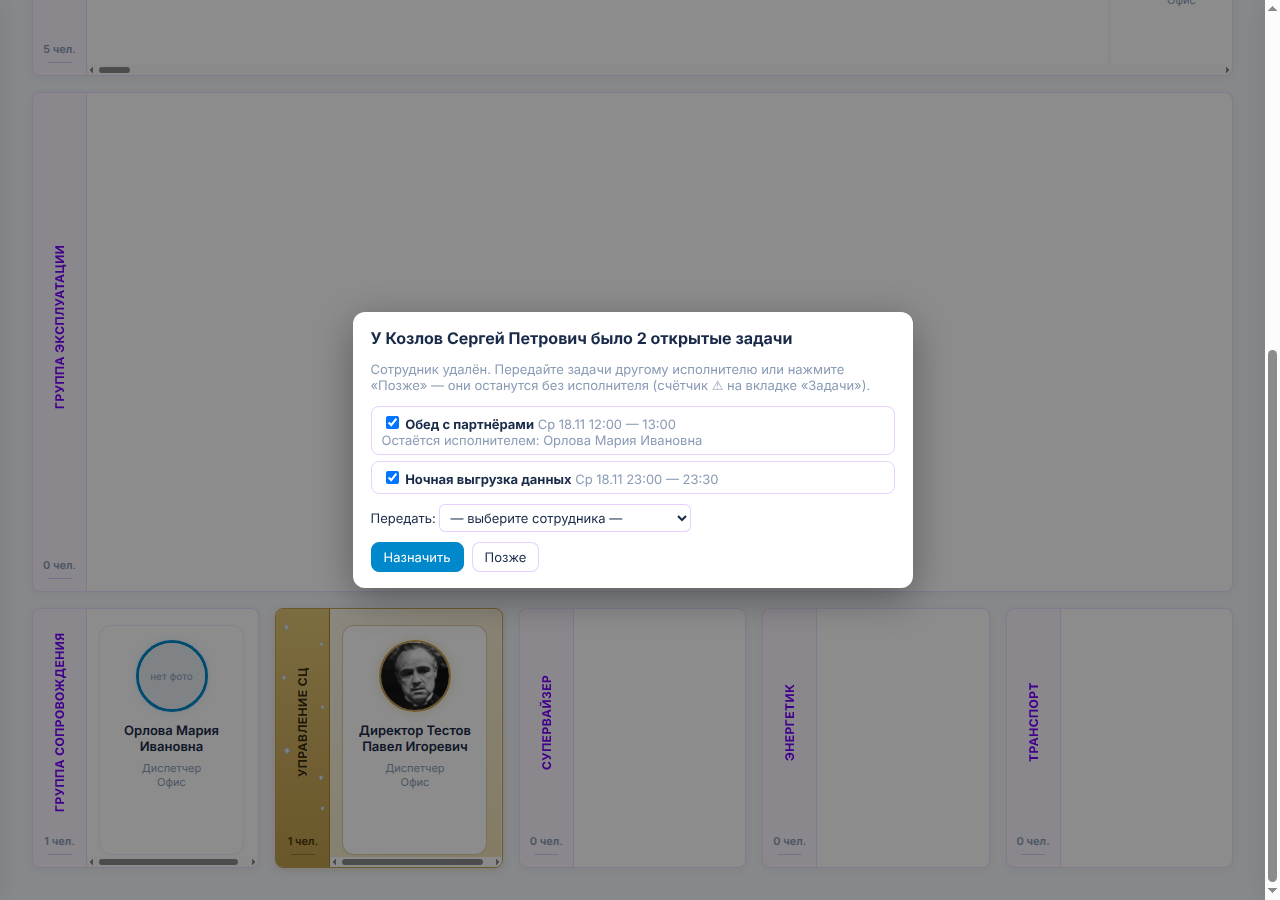 Офис
5 чел.
ГРУППА ЭКСПЛУАТАЦИИ
0 чел.
У Козлов Сергей Петрович было 2 открытые задачи
Сотрудник удалён. Передайте задачи другому исполнителю или нажмите
«Позже» — они останутся без исполнителя (счётчик ⚠ на вкладке «Задачи»).
Обед с партнёрами Ср 18.11 12:00 — 13:00
Остаётся исполнителем: Орлова Мария Ивановна
Ночная выгрузка данных Ср 18.11 23:00 — 23:30
Передать: — выберите сотрудника —
Назначить Позже
ГРУППА СОПРОВОЖДЕНИЯ
1 чел.
нет фото
Орлова Мария
Ивановна
Диспетчер
Офис
УПРАВЛЕНИЕ СЦ
1 чел.
Директор Тестов
Павел Игоревич
Диспетчер
Офис
СУПЕРВАЙЗЕР
0 чел.
ЭНЕРГЕТИК
0 чел.
ТРАНСПОРТ
0 чел.